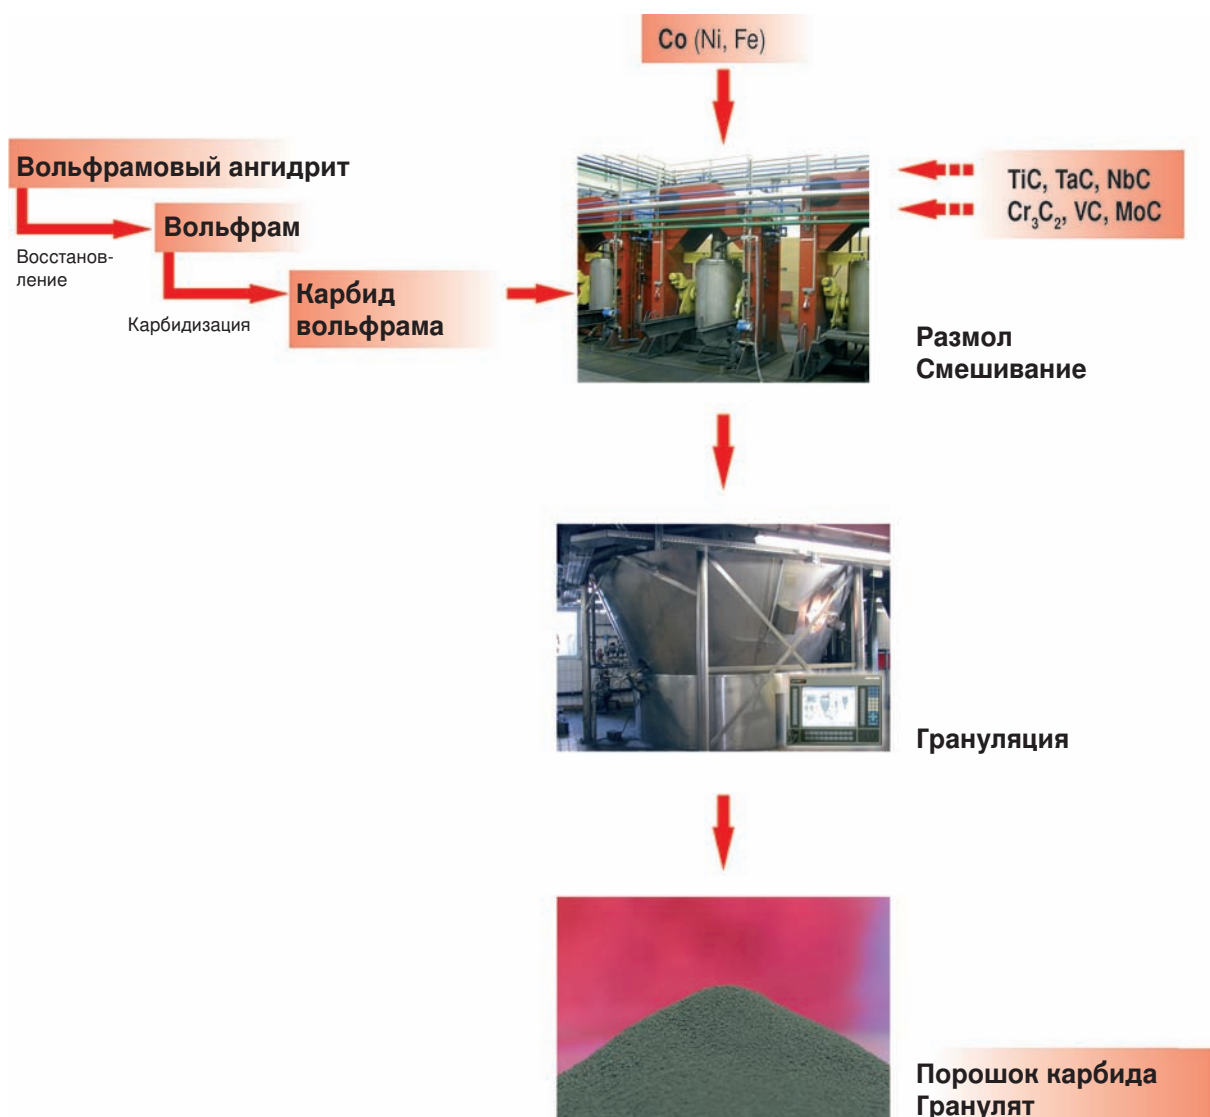 Co (Ni, Fe)
Вольфрамовый ангидрит
Восстанов-
ление
Вольфрам
Карбидизация
Карбид
вольфрама
TiC, TaC, NbC
Cr₃C₂, VC, MoC
Размол
Смешивание
Грануляция
Порошок карбида
Гранулят